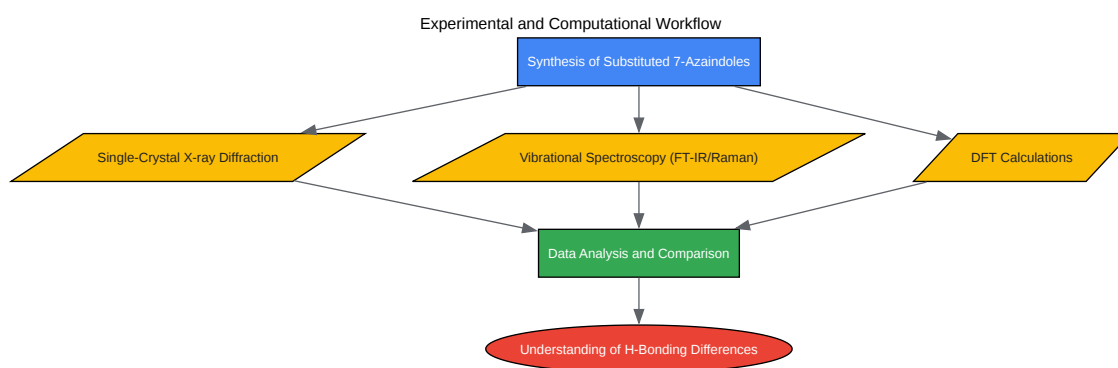 Experimental and Computational Workflow
Synthesis of Substituted 7-Azaindoles
Single-Crystal X-ray Diffraction
Vibrational Spectroscopy (FT-IR/Raman)
DFT Calculations
Data Analysis and Comparison
Understanding of H-Bonding Differences